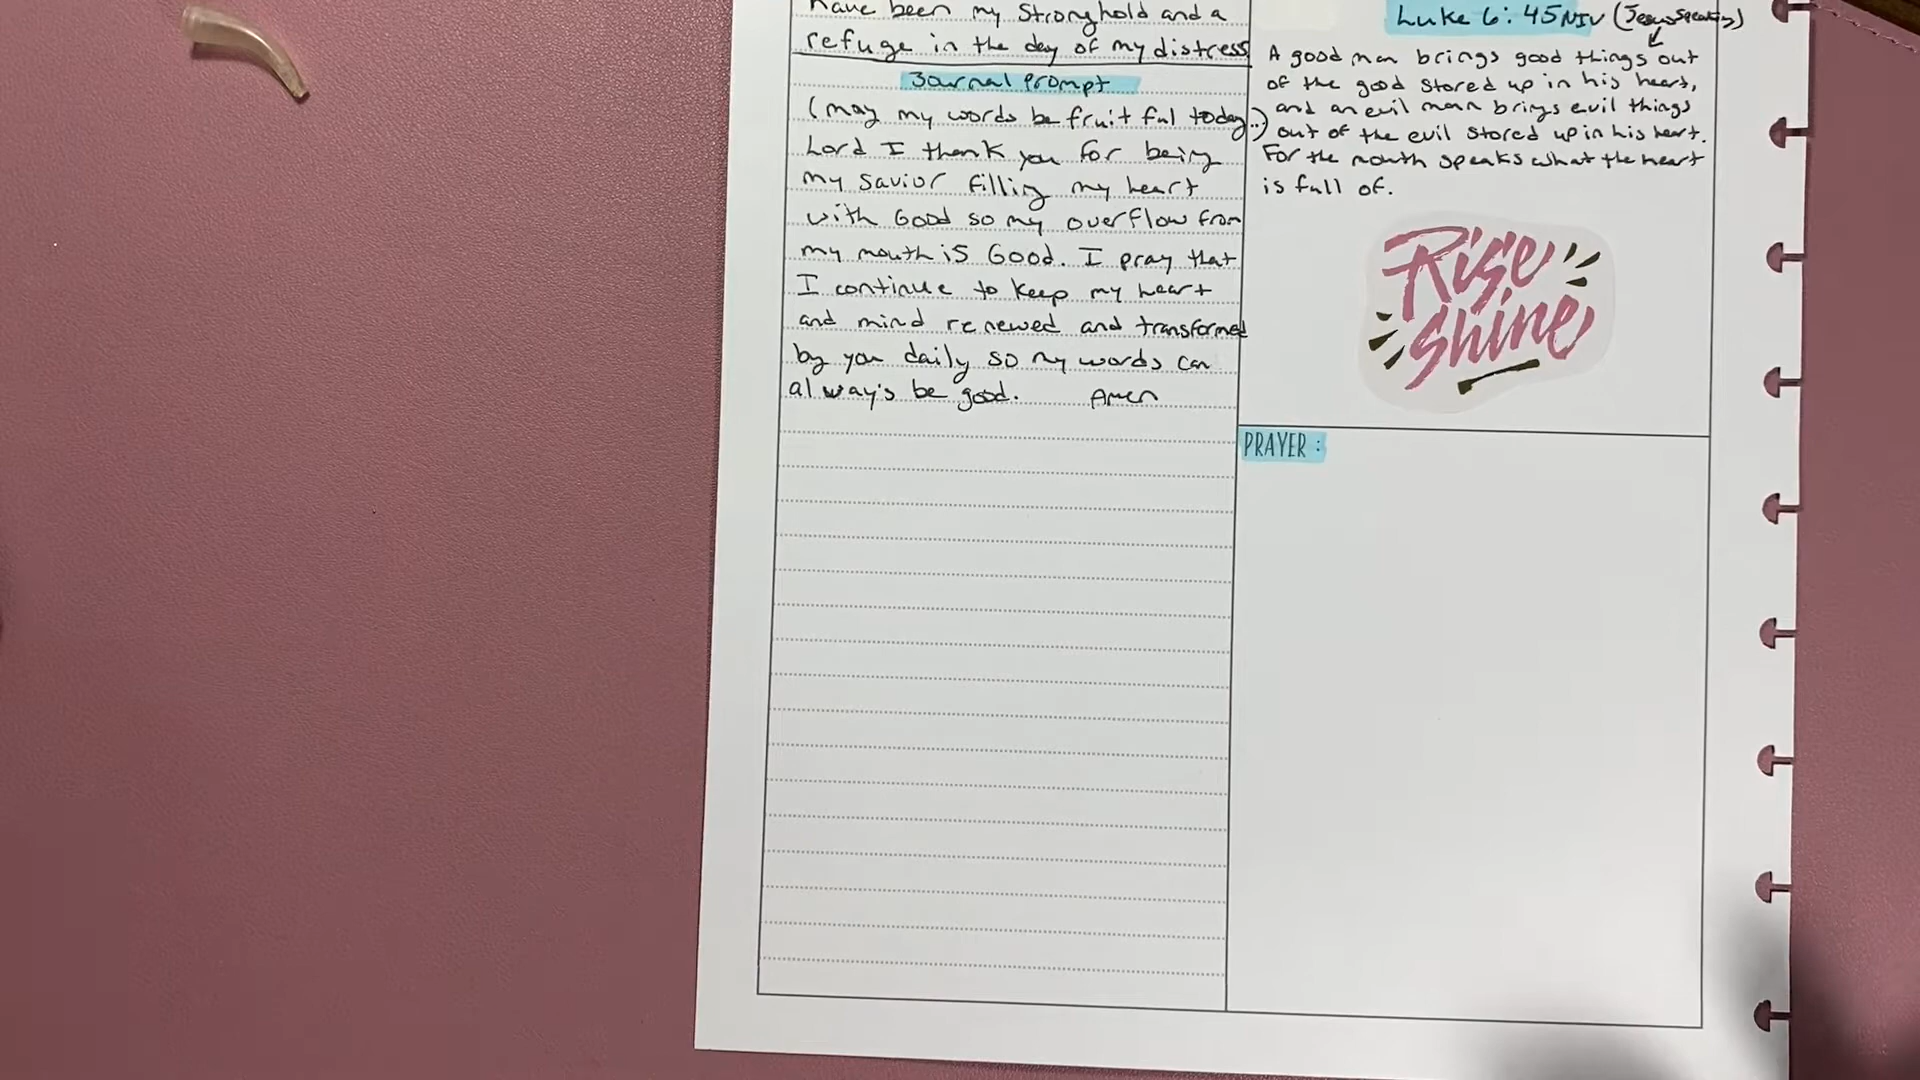 have been my Stronghold and a
refuge in the day of my distress
Journal Prompt
(may my words be fruit ful today..)
Lord I thank you for being
my savior filling my heart
with Good so my overflow from
my mouth is Good. I pray that
I continue to keep my heart
and mind renewed and transformed
by you daily so my words can
always be good. Amen
Luke 6:45 NIV (Jesus Speaking)
A good man brings good things out
of the good stored up in his heart,
and an evil man brings evil things
out of the evil stored up in his heart.
For the mouth speaks what the heart
is full of.
Rise
Shine
PRAYER :